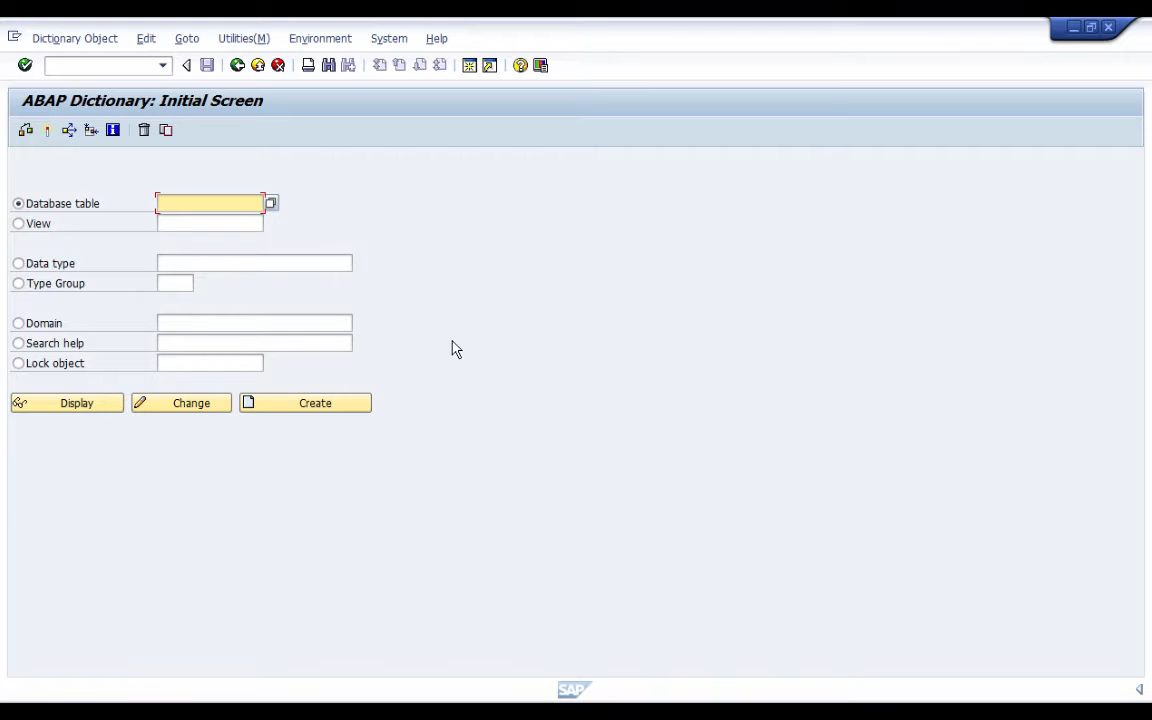 Dictionary Object Edit Goto Utilities(M) Environment System Help
ABAP Dictionary: Initial Screen
Database table
View
Data type
Type Group
Domain
Search help
Lock object
Display Change Create
SAP